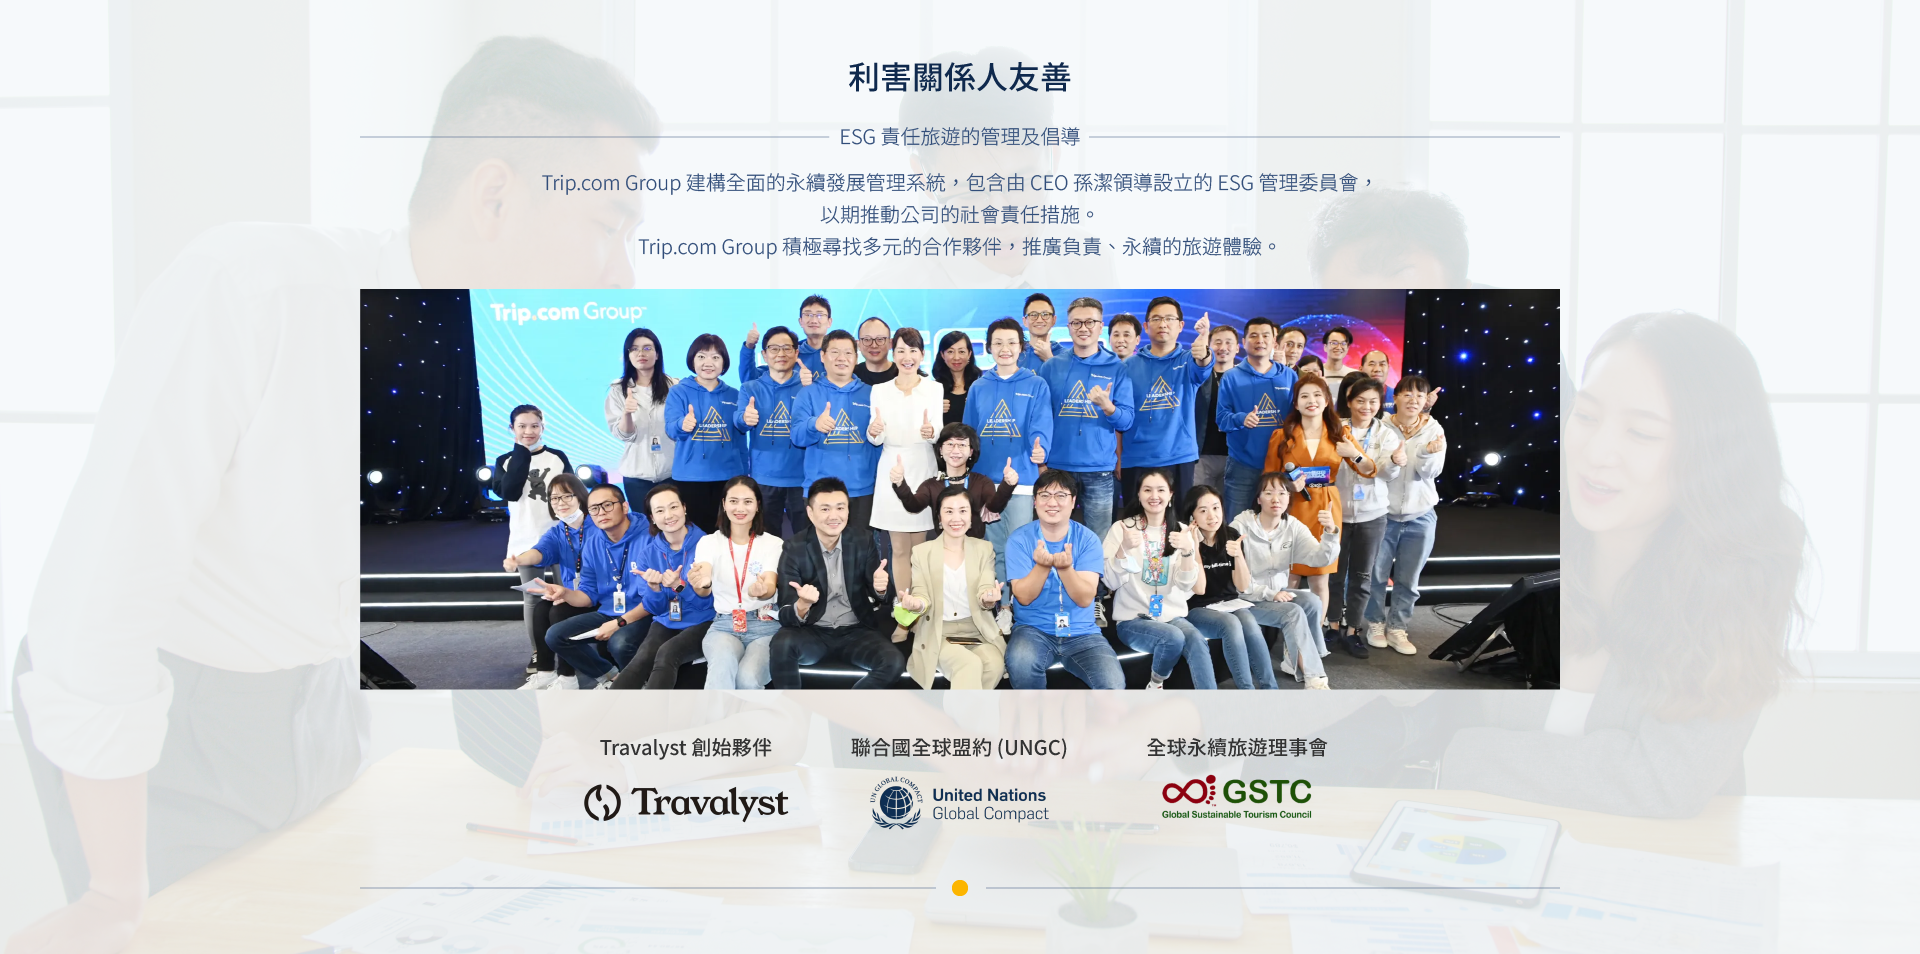 利害關係人友善
ESG 責任旅遊的管理及倡導
Trip.com Group 建構全面的永續發展管理系統，包含由 CEO 孫潔領導設立的 ESG 管理委員會，
以期推動公司的社會責任措施。
Trip.com Group 積極尋找多元的合作夥伴，推廣負責、永續的旅遊體驗。
Trip.com Group
LEADERSHIP
LEADERSHIP
LEADERSHIP
Travalyst 創始夥伴
聯合國全球盟約 (UNGC)
全球永續旅遊理事會
Travalyst
UN GLOBAL COMPACT
United Nations
Global Compact
GSTC
Global Sustainable Tourism Council